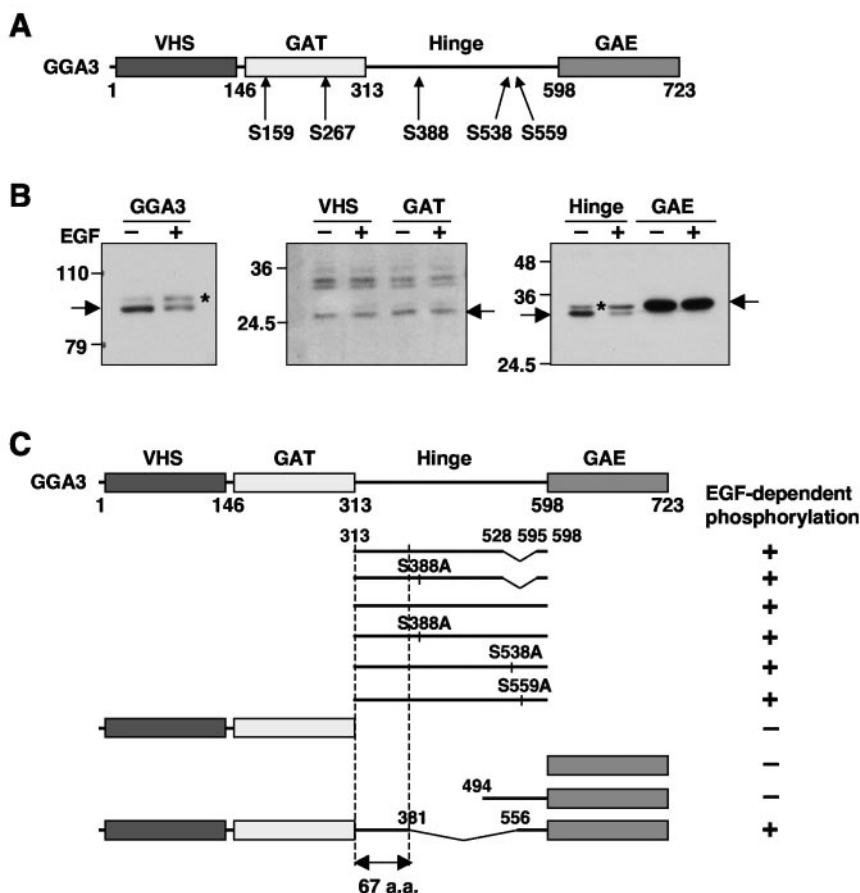 A
VHS GAT Hinge GAE
GGA3
1 146 313 598 723
S159 S267 S388 S538 S559
B
GGA3 VHS GAT Hinge GAE
EGF − + − + − + − + − +
110
79
*
36
24.5
48
36
24.5
*
C
VHS GAT Hinge GAE
GGA3
1 146 313 598 723
EGF-dependent
phosphorylation
313 528 595 598
+
S388A
+
+
S388A
+
S538A
+
S559A
+
−
−
494
−
381 556
+
67 a.a.